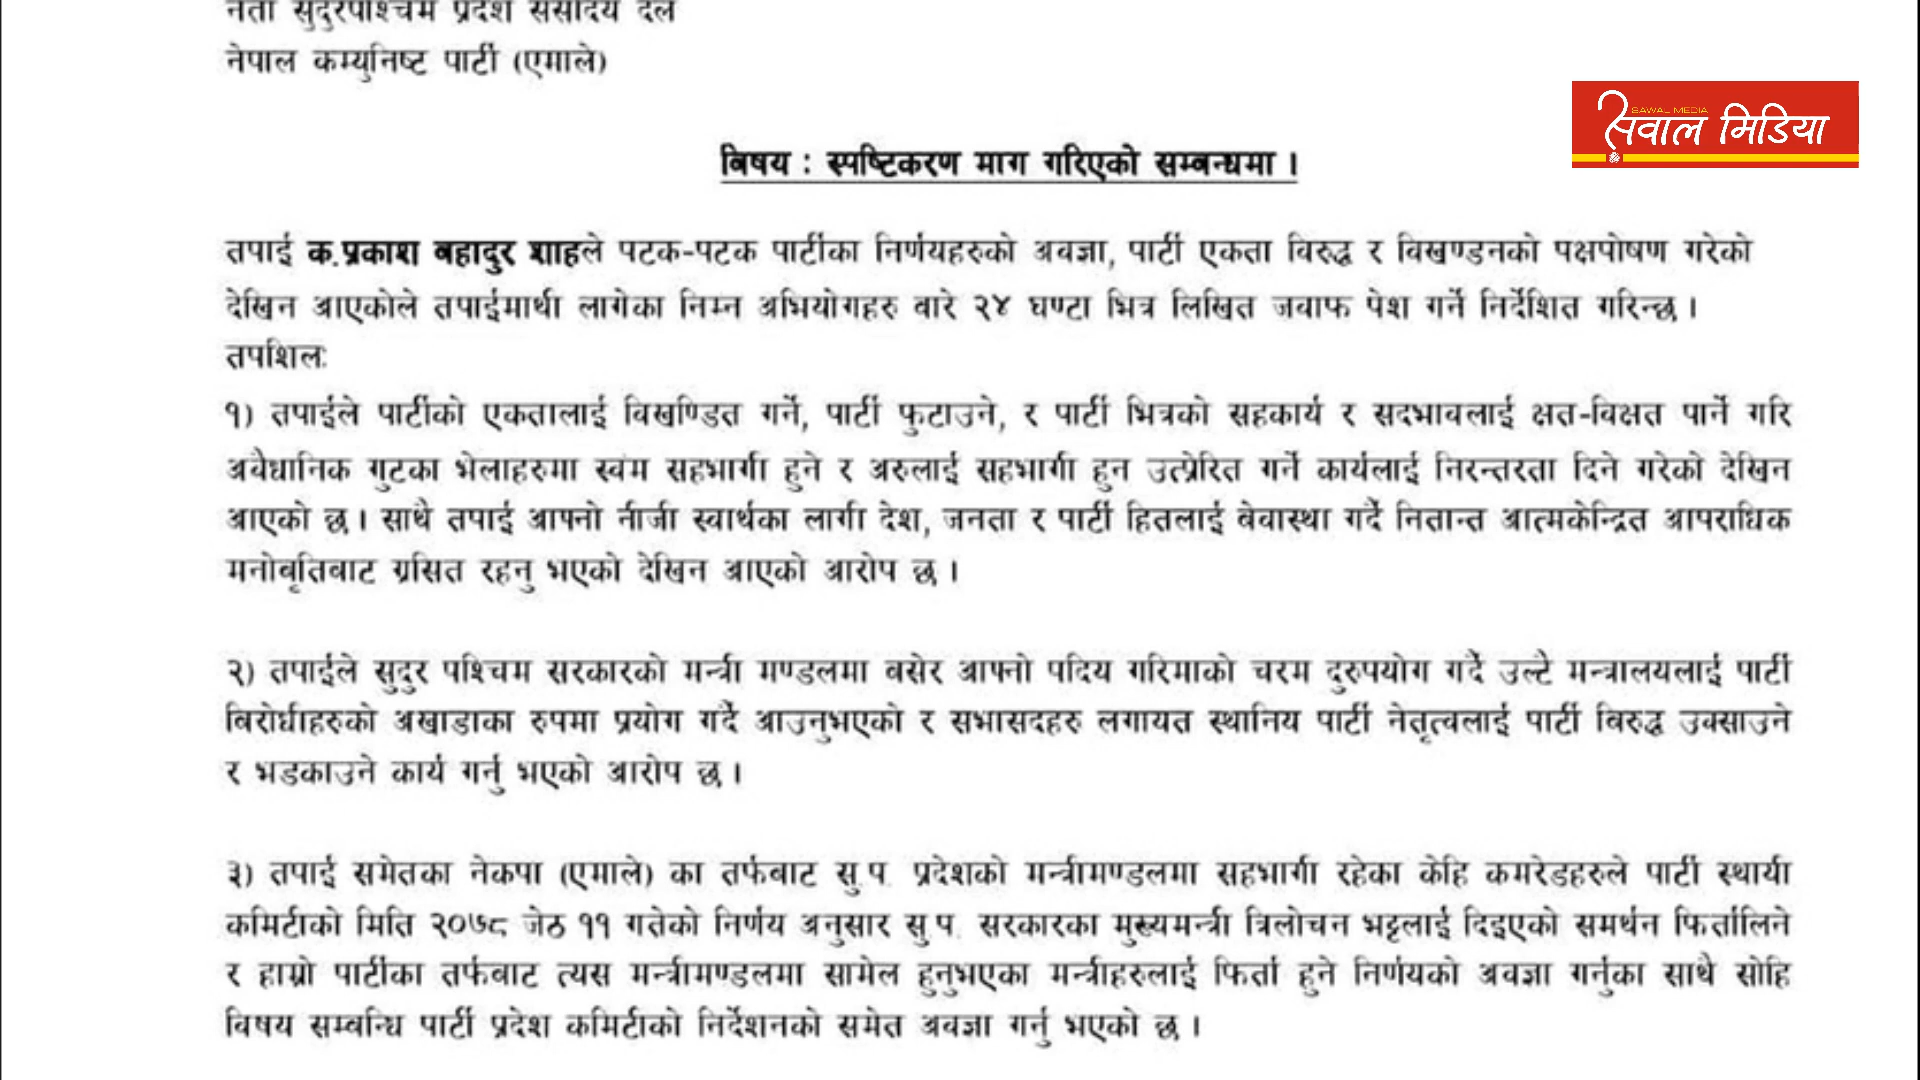 नेता सुदुरपश्चिम प्रदेश संसदिय दल
नेपाल कम्युनिष्ट पार्टी (एमाले)
SAWAL MEDIA
सवाल मिडिया
बिषय : स्पष्टिकरण माग गरिएको सम्बन्धमा ।
तपाई क.प्रकाश बहादुर शाहले पटक-पटक पार्टीका निर्णयहरुको अवज्ञा, पार्टी एकता विरुद्ध र विखण्डनको पक्षपोषण गरेको
देखिन आएकोले तपाईमार्थी लागेका निम्न अभियोगहरु बारे २४ घण्टा भित्र लिखित जवाफ पेश गर्ने निर्देशित गरिन्छ ।
तपशिलः
१) तपाईले पार्टीको एकतालाई विखण्डित गर्ने, पार्टी फुटाउने, र पार्टी भित्रको सहकार्य र सदभावलाई क्षत-विक्षत पार्ने गरि
अबैधानिक गुटका भेलाहरुमा स्वंम सहभागी हुने र अरुलाई सहभागी हुन उत्प्रेरित गर्ने कार्यलाई निरन्तरता दिने गरेको देखिन
आएको छ । साथै तपाई आफ्नो नीजी स्वार्थका लागी देश, जनता र पार्टी हितलाई बेवास्था गर्दै नितान्त आत्मकेन्द्रित आपराधिक
मनोबृतिबाट ग्रसित रहनु भएको देखिन आएको आरोप छ ।
२) तपाईले सुदुर पश्चिम सरकारको मन्त्री मण्डलमा बसेर आफ्नो पदिय गरिमाको चरम दुरुपयोग गर्दै उल्टै मन्त्रालयलाई पार्टी
बिरोधीहरुको अखाडाका रुपमा प्रयोग गर्दै आउनुभएको र सभासदहरु लगायत स्थानिय पार्टी नेतृत्वलाई पार्टी बिरुद्ध उक्साउने
र भडकाउने कार्य गर्नु भएको आरोप छ ।
३) तपाई समेतका नेकपा (एमाले) का तर्फबाट सु.प. प्रदेशको मन्त्रीमण्डलमा सहभागी रहेका केहि कमरेडहरुले पार्टी स्थायी
कमिटीको मिति २०७८ जेठ ११ गतेको निर्णय अनुसार सु.प. सरकारका मुख्यमन्त्री त्रिलोचन भट्टलाई दिइएको समर्थन फिर्तालिने
र हाम्रो पार्टीका तर्फबाट त्यस मन्त्रीमण्डलमा सामेल हुनुभएका मन्त्रीहरुलाई फिर्ता हुने निर्णयको अवज्ञा गर्नुका साथै सोहि
विषय सम्बन्धि पार्टी प्रदेश कमिटीको निर्देशनको समेत अवज्ञा गर्नु भएको छ ।